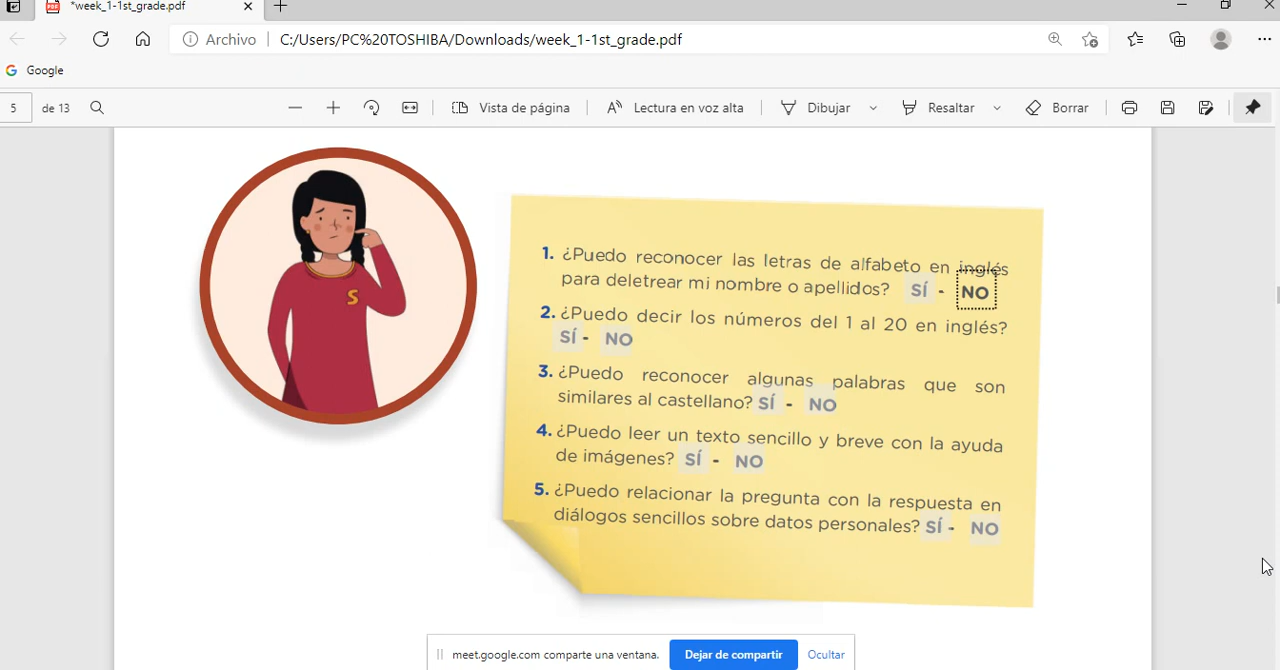 *week_1-1st_grade.pdf
Archivo C:/Users/PC%20TOSHIBA/Downloads/week_1-1st_grade.pdf
G Google
5 de 13 Vista de página Lectura en voz alta Dibujar Resaltar Borrar
S
1. ¿Puedo reconocer las letras de alfabeto en inglés
para deletrear mi nombre o apellidos? SÍ - NO
2. ¿Puedo decir los números del 1 al 20 en inglés?
SÍ - NO
3. ¿Puedo reconocer algunas palabras que son
similares al castellano? SÍ - NO
4. ¿Puedo leer un texto sencillo y breve con la ayuda
de imágenes? SÍ - NO
5. ¿Puedo relacionar la pregunta con la respuesta en
diálogos sencillos sobre datos personales? SÍ - NO
meet.google.com comparte una ventana. Dejar de compartir Ocultar